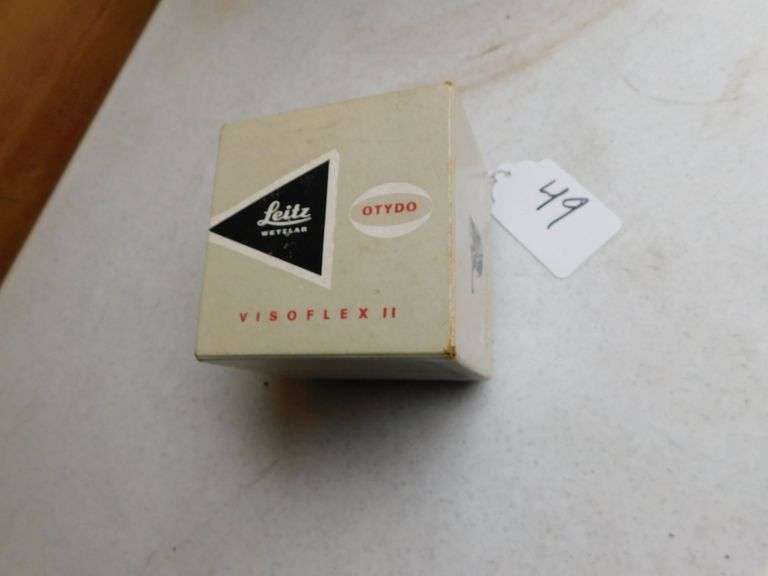 Leitz
WETZLAR
OTYDO
VISOFLEX II
49